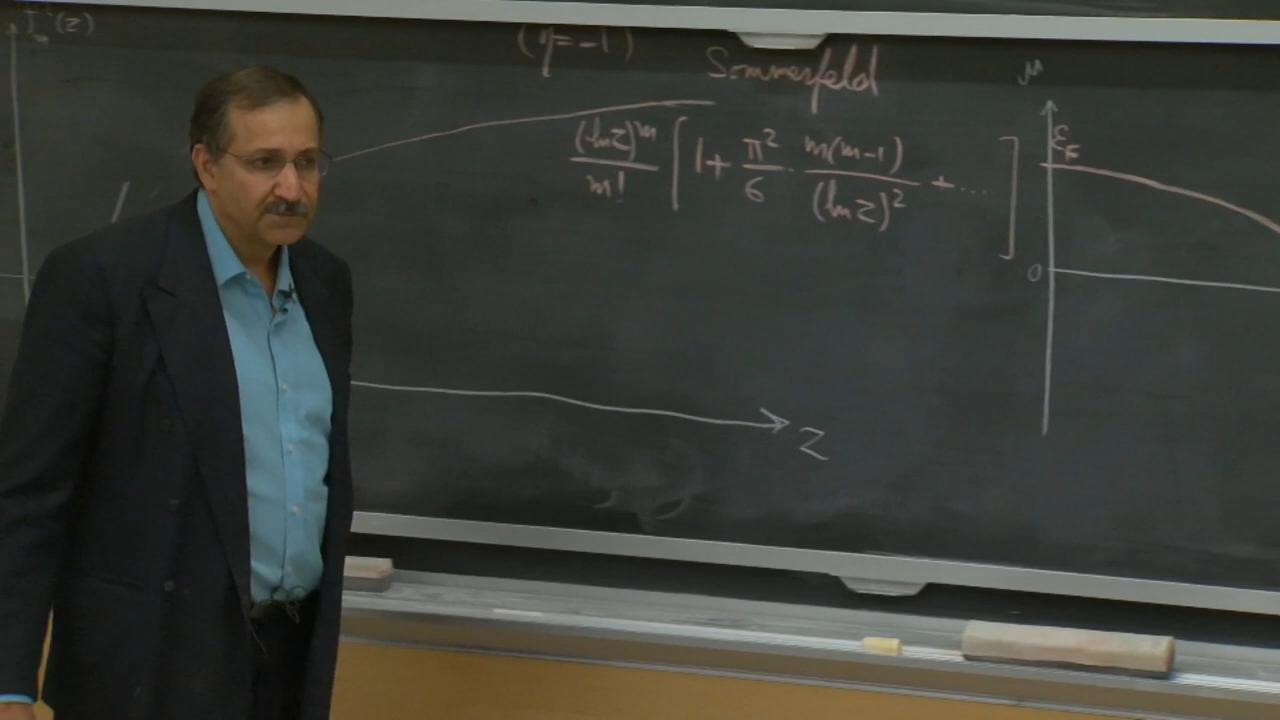 (η=-1)
Sommerfeld
(ln z)^m / m! [ 1 + π²/6 · m(m-1)/(ln z)² + ... ]
μ
ε_F
0
z